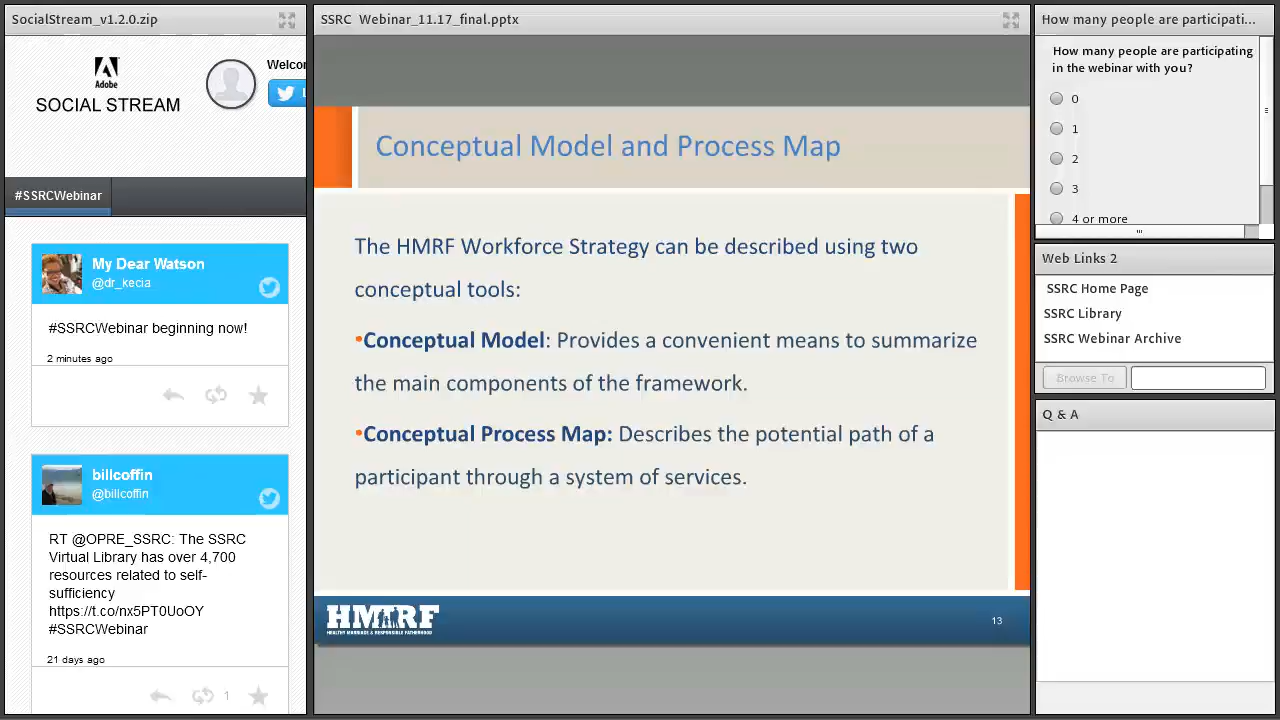 SocialStream_v1.2.0.zip
Adobe
SOCIAL STREAM
Welcor
#SSRCWebinar
My Dear Watson
@dr_kecia
#SSRCWebinar beginning now!
2 minutes ago
billcoffin
@billcoffin
RT @OPRE_SSRC: The SSRC
Virtual Library has over 4,700
resources related to self-
sufficiency
https://t.co/nx5PT0UoOY
#SSRCWebinar
21 days ago
1
SSRC Webinar_11.17_final.pptx
Conceptual Model and Process Map
The HMRF Workforce Strategy can be described using two
conceptual tools:
•Conceptual Model: Provides a convenient means to summarize
the main components of the framework.
•Conceptual Process Map: Describes the potential path of a
participant through a system of services.
HMRF
HEALTHY MARRIAGE & RESPONSIBLE FATHERHOOD
13
How many people are participati...
How many people are participating
in the webinar with you?
0
1
2
3
4 or more
Web Links 2
SSRC Home Page
SSRC Library
SSRC Webinar Archive
Browse To
Q & A